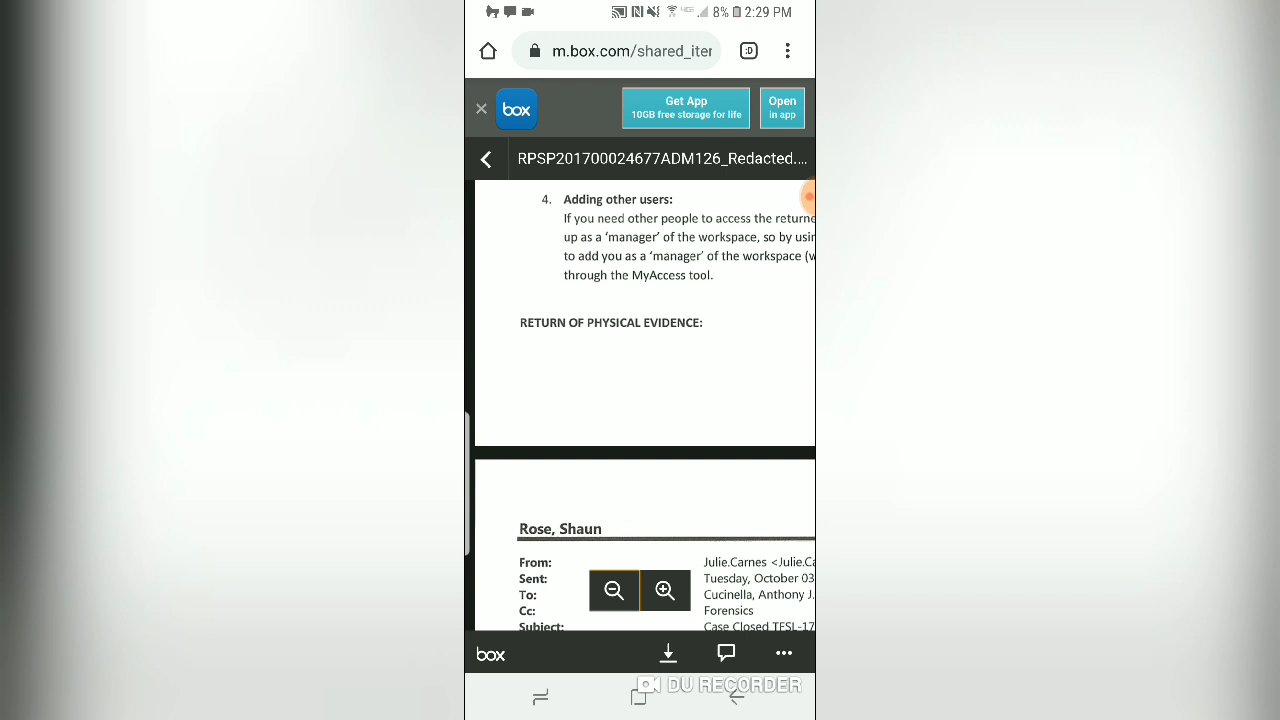 8% 2:29 PM
m.box.com/shared_iter
:D
box
Get App
10GB free storage for life
Open
in app
RPSP201700024677ADM126_Redacted....
4. Adding other users:
If you need other people to access the returne
up as a ‘manager’ of the workspace, so by usin
to add you as a ‘manager’ of the workspace (w
through the MyAccess tool.
RETURN OF PHYSICAL EVIDENCE:
Rose, Shaun
From: Julie.Carnes <Julie.Ca
Sent: Tuesday, October 03
To: Cucinella, Anthony J.
Cc: Forensics
Subject: Case Closed TFSL-17
box
DU RECORDER